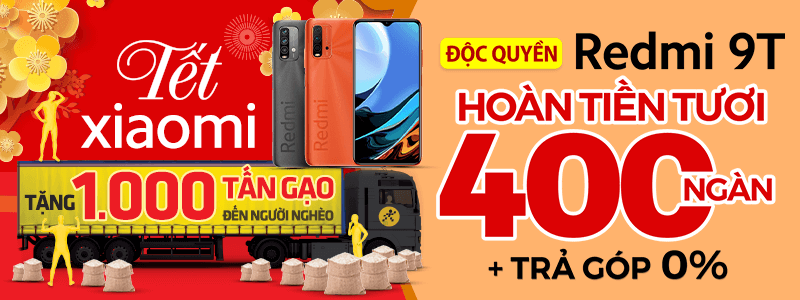 Tết
xiaomi
TẶNG 1.000 TẤN GẠO
ĐẾN NGƯỜI NGHÈO
Redmi
Redmi
ĐỘC QUYỀN Redmi 9T
HOÀN TIỀN TƯƠI
400 NGÀN
+ TRẢ GÓP 0%